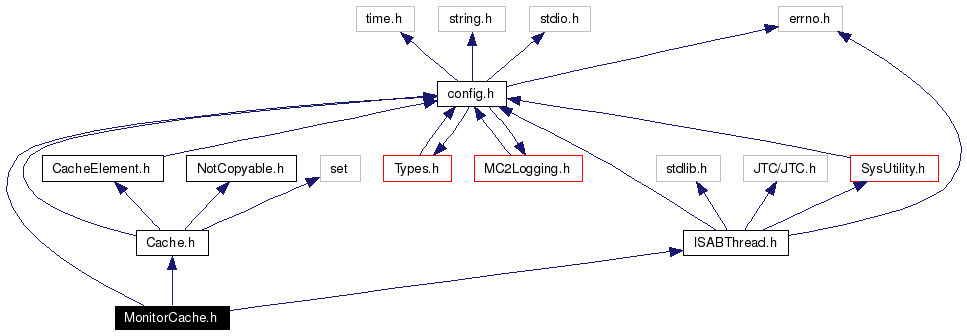 time.h string.h stdio.h errno.h
config.h
CacheElement.h NotCopyable.h set Types.h MC2Logging.h stdlib.h JTC/JTC.h SysUtility.h
Cache.h ISABThread.h
MonitorCache.h